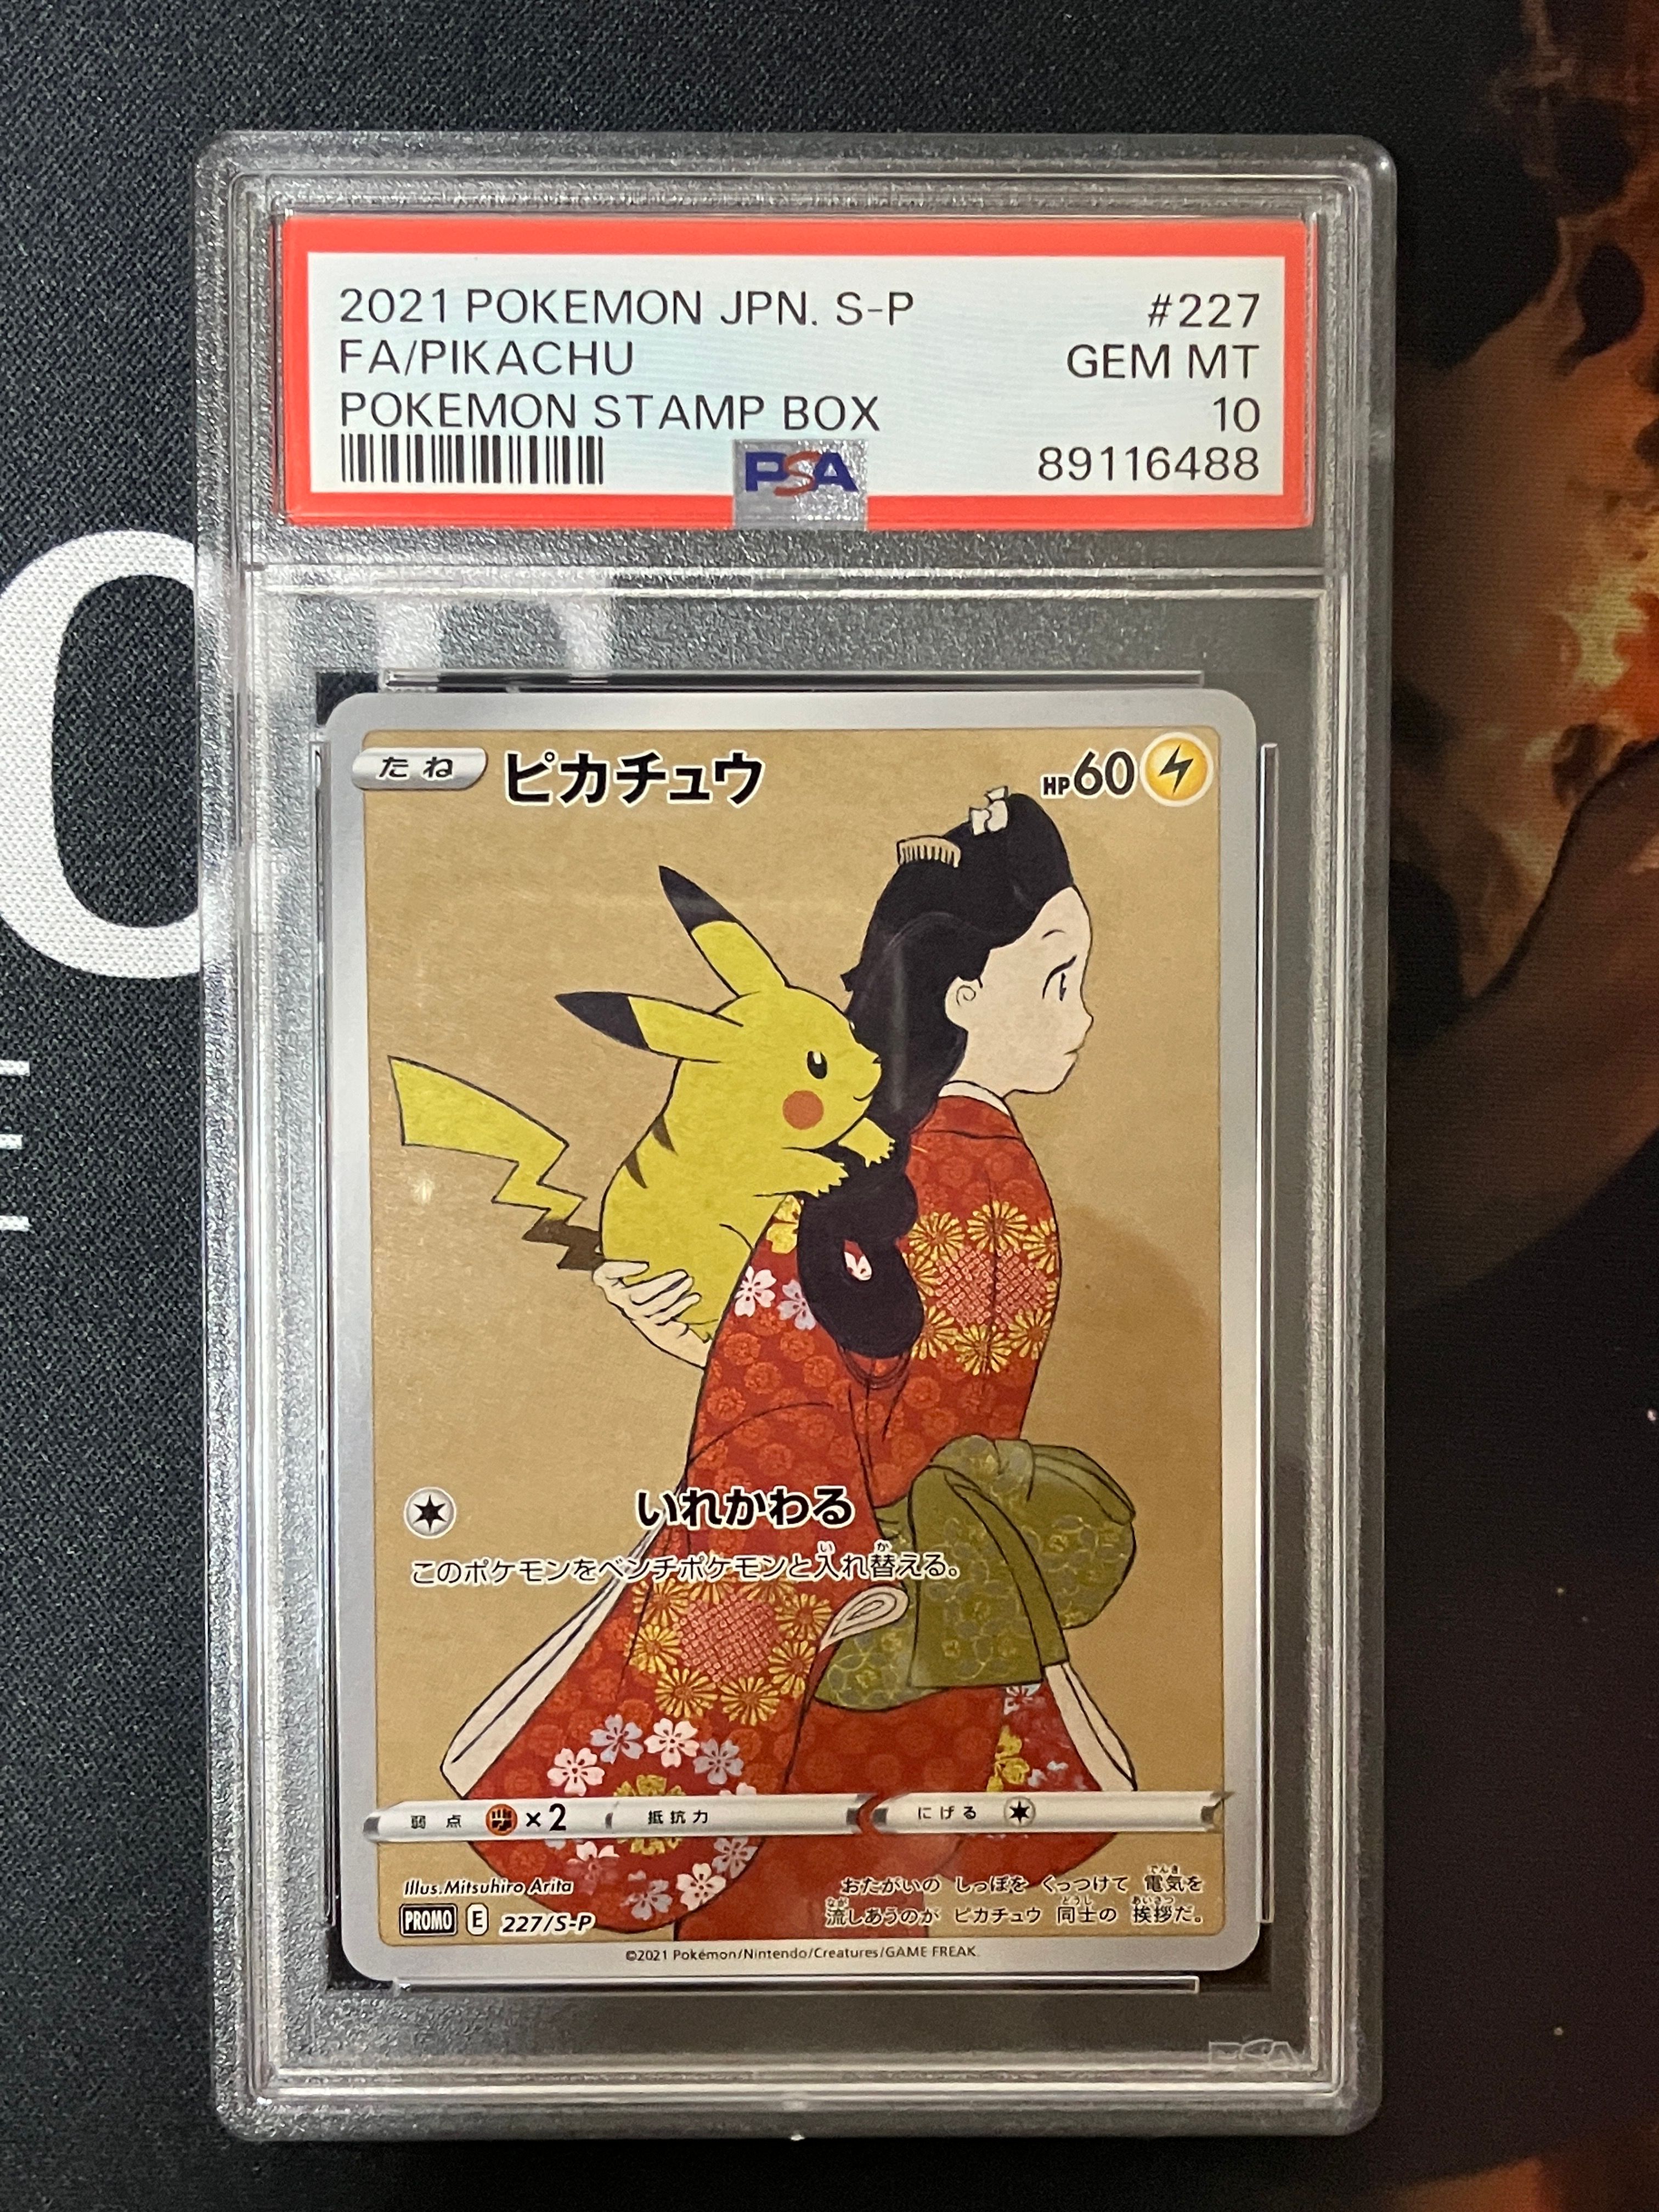 2021 POKEMON JPN. S-P #227
FA/PIKACHU GEM MT
POKEMON STAMP BOX 10
PSA 89116488
たね ピカチュウ HP60
いれかわる
このポケモンをベンチポケモンと入れ替える。
弱点 ×2 抵抗力 にげる
Illus.Mitsuhiro Arita
PROMO E 227/S-P
おたがいの しっぽを くっつけて 電気を
流しあうのが ピカチュウ 同士の 挨拶だ。
©2021 Pokémon/Nintendo/Creatures/GAME FREAK.
PSA